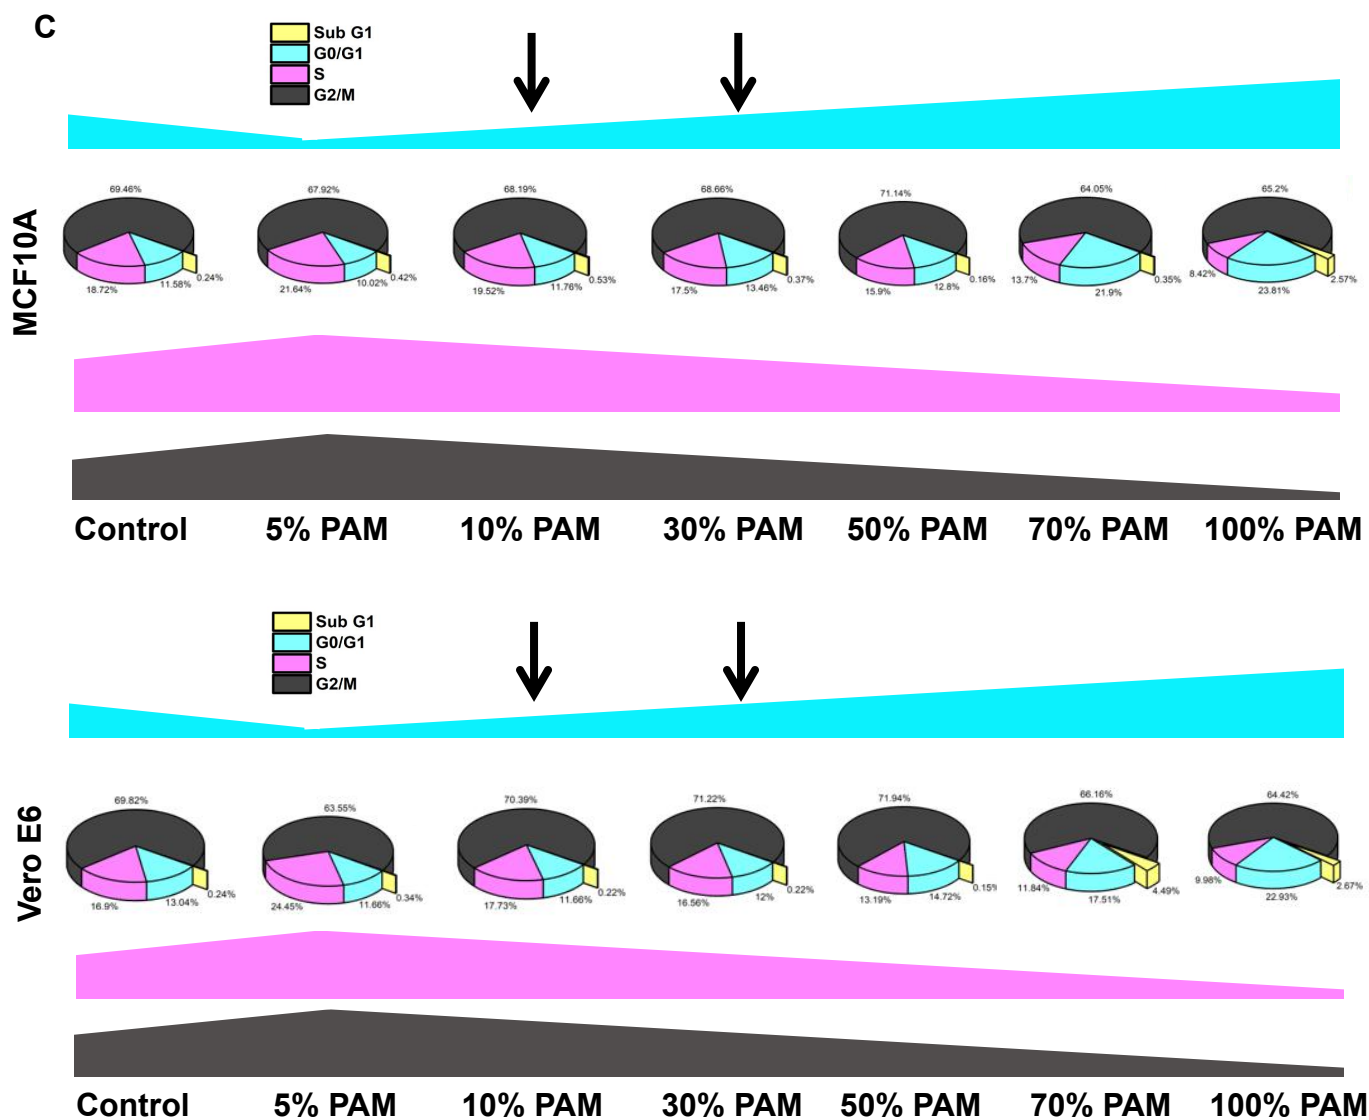 C
Sub G1
G0/G1
S
G2/M
MCF10A
69.46%
67.92%
68.19%
68.66%
71.14%
64.05%
65.2%
18.72%
11.58%
0.24%
21.64%
10.02%
0.42%
19.52%
11.76%
0.53%
17.5%
13.46%
0.37%
15.9%
12.8%
0.16%
13.7%
21.9%
0.35%
8.42%
23.81%
2.57%
Control
5% PAM
10% PAM
30% PAM
50% PAM
70% PAM
100% PAM
Sub G1
G0/G1
S
G2/M
Vero E6
69.82%
63.55%
70.39%
71.22%
71.94%
66.16%
64.42%
16.9%
13.04%
0.24%
24.45%
11.66%
0.34%
17.73%
11.66%
0.22%
16.56%
12%
0.22%
13.19%
14.72%
0.15%
11.84%
17.51%
4.49%
9.98%
22.93%
2.67%
Control
5% PAM
10% PAM
30% PAM
50% PAM
70% PAM
100% PAM